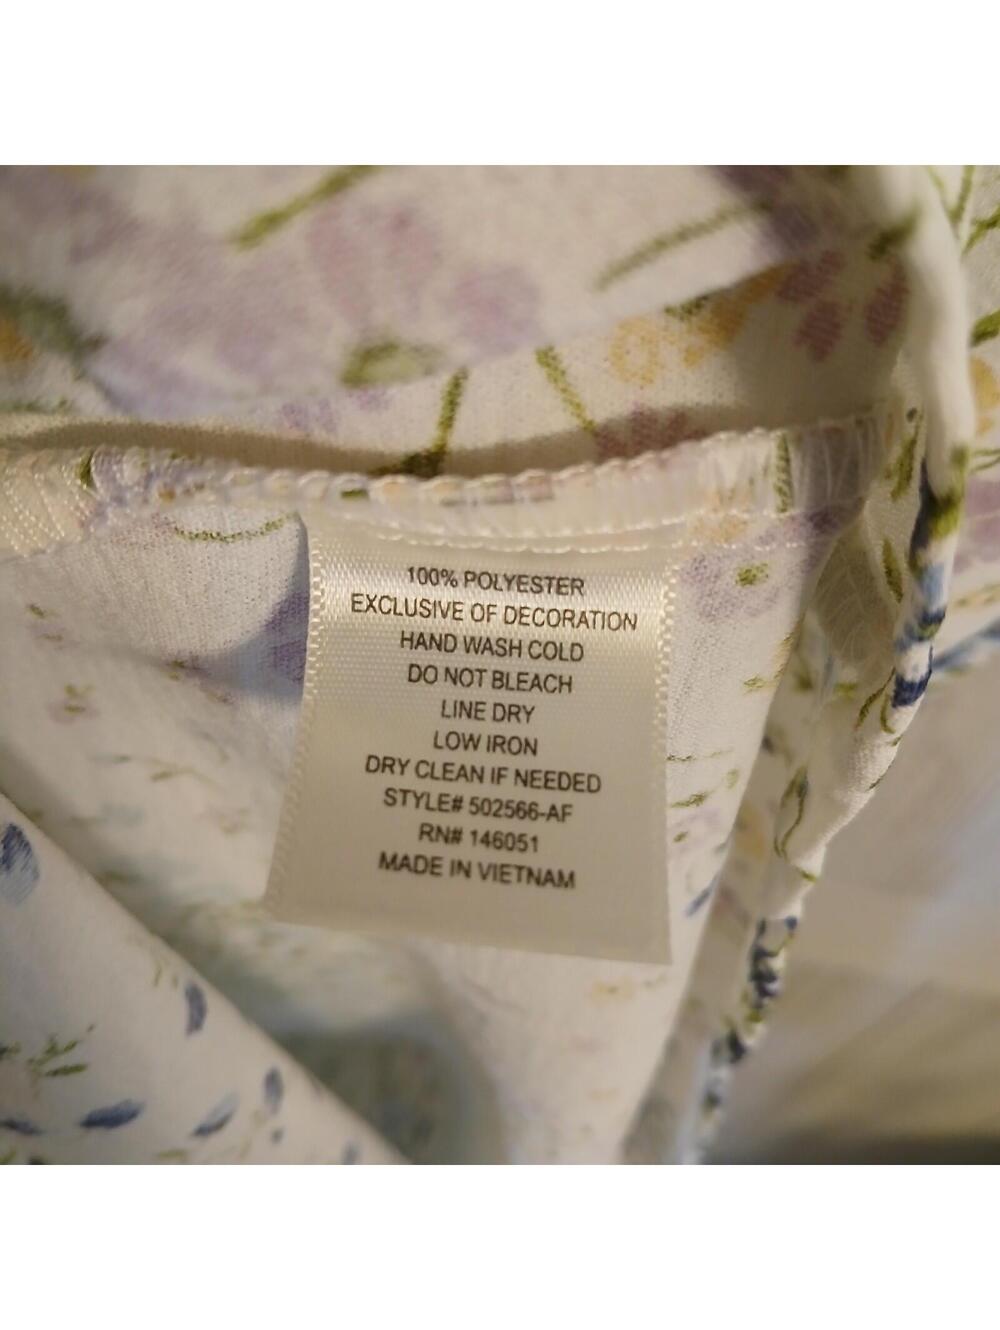 100% POLYESTER
EXCLUSIVE OF DECORATION
HAND WASH COLD
DO NOT BLEACH
LINE DRY
LOW IRON
DRY CLEAN IF NEEDED
STYLE# 502566-AF
RN# 146051
MADE IN VIETNAM